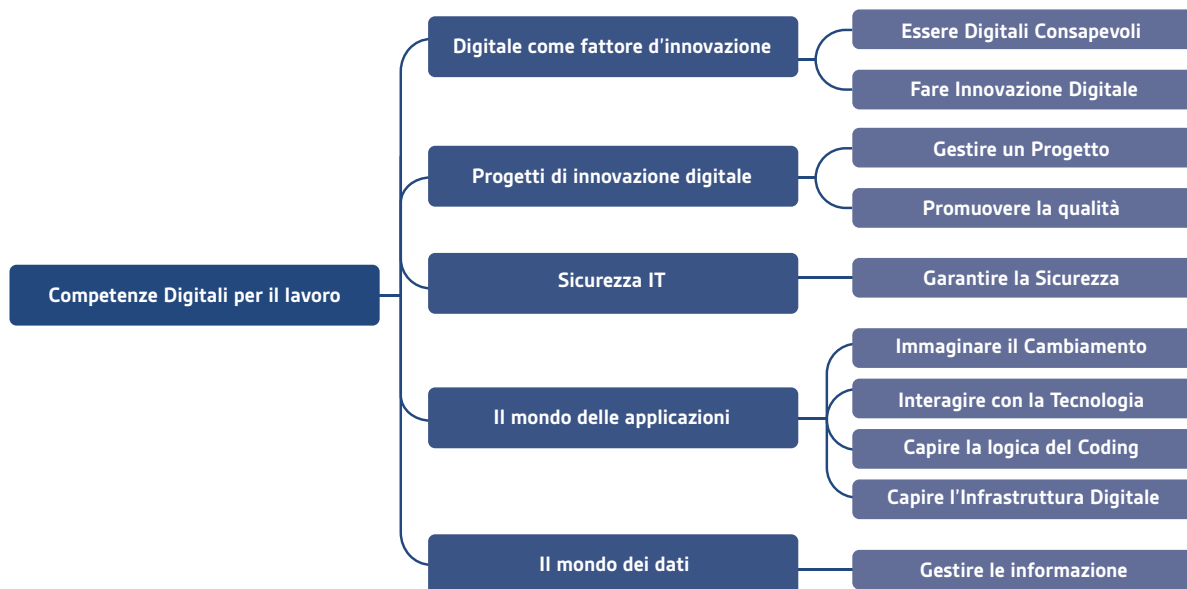 Competenze Digitali per il lavoro
Digitale come fattore d'innovazione
Essere Digitali Consapevoli
Fare Innovazione Digitale
Progetti di innovazione digitale
Gestire un Progetto
Promuovere la qualità
Sicurezza IT
Garantire la Sicurezza
Il mondo delle applicazioni
Immaginare il Cambiamento
Interagire con la Tecnologia
Capire la logica del Coding
Capire l'Infrastruttura Digitale
Il mondo dei dati
Gestire le informazione